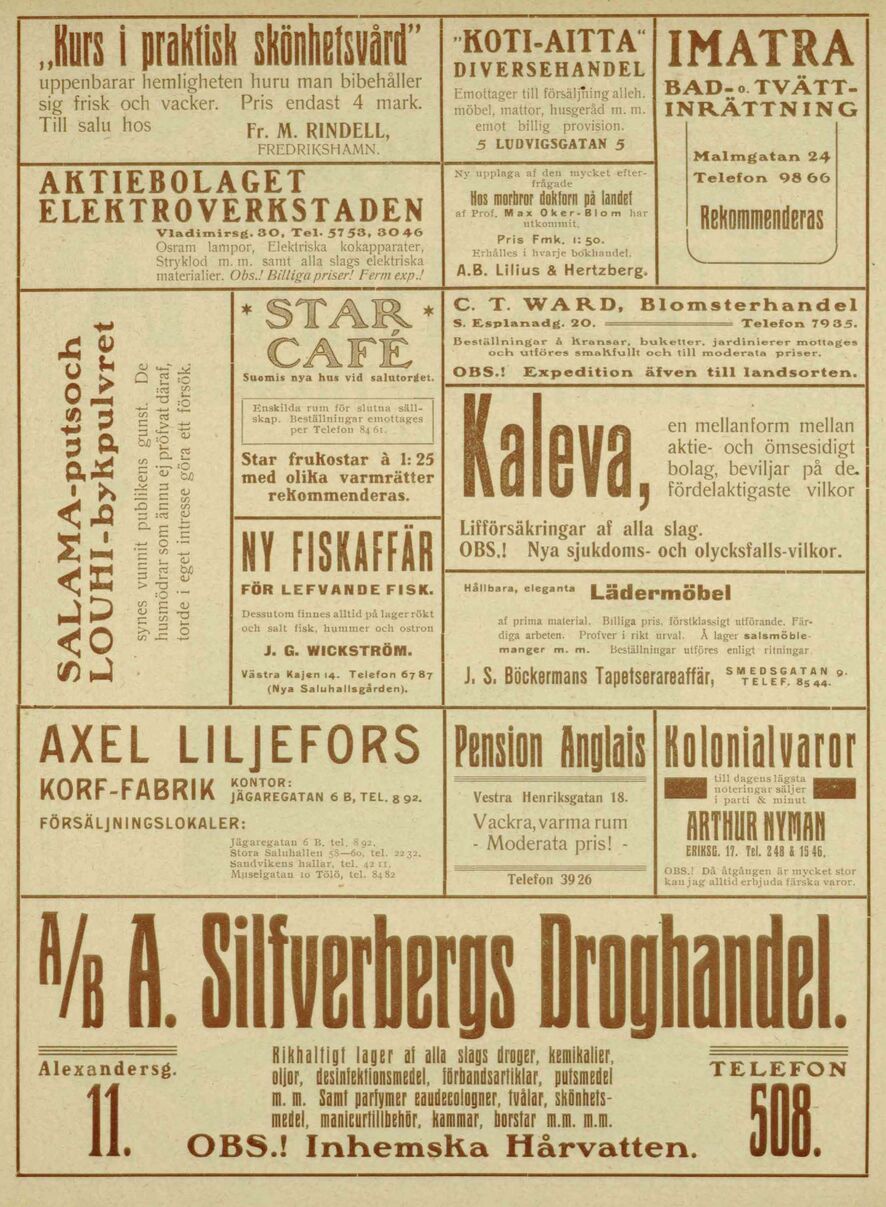 „Kurs i praktisk skönhetsvård"
uppenbarar hemligheten huru man bibehåller
sig frisk och vacker. Pris endast 4 mark.
Till salu hos
Fr. M. RINDELL,
FREDRIKSHAMN.
"KOTI-AITTA"
DIVERSEHANDEL
Emottager till försäljning alleh.
möbel, mattor, husgeråd m. m.
emot billig provision.
5 LUDVIGSGATAN 5
IMATRA
BAD- o. TVÄTT-
INRÄTTNING
Malmgatan 24
Telefon 98 66
Rekommenderas
AKTIEBOLAGET
ELEKTROVERKSTADEN
Vladimirsg. 30, Tel. 57 53, 30 46
Osram lampor, Elektriska kokapparater,
Stryklod m. m. samt alla slags elektriska
materialier. Obs.! Billiga priser! Ferm exp.!
Ny upplaga af den mycket efter-
frågade
Hos morbror doktorn på landet
af Prof. Max Oker-Blom har
utkommit.
Pris Fmk. 1: 50.
Erhålles i hvarje bokhandel.
A.B. Lilius & Hertzberg.
SALAMA-putsoch
LOUHI-bykpulvret
synes vunnit publikens gunst. De
husmödrar som ännu ej pröfvat däraf,
torde i eget intresse göra ett försök.
* STAR *
CAFÉ
Suomis nya hus vid salutorget.
Enskilda rum för slutna säll-
skap. Beställningar emottages
per Telefon 84 61.
Star frukostar à 1: 25
med olika varmrätter
rekommenderas.
C. T. WARD, Blomsterhandel
S. Esplanadg. 20. Telefon 79 35.
Beställningar å kransar, buketter, jardinierer mottages
och utföres smakfullt och till moderata priser.
OBS.! Expedition äfven till landsorten.
Kaleva,
en mellanform mellan
aktie- och ömsesidigt
bolag, beviljar på de
fördelaktigaste vilkor
Lifförsäkringar af alla slag.
OBS.! Nya sjukdoms- och olycksfalls-vilkor.
NY FISKAFFÄR
FÖR LEFVANDE FISK.
Dessutom finnes alltid på lager rökt
och salt fisk, hummer och ostron
J. G. WICKSTRÖM.
Västra Kajen 14. Telefon 67 87
(Nya Saluhallsgården).
Hållbara, eleganta Lädermöbel
af prima material. Billiga pris, förstklassigt utförande. Fär-
diga arbeten. Profver i rikt urval. Å lager salsmöble-
manger m. m. Beställningar utföres enligt ritningar
J. S. Böckermans Tapetserareaffär, SMEDSGATAN 9.
TELEF. 85 44.
AXEL LILJEFORS
KORF-FABRIK KONTOR:
JÄGAREGATAN 6 B, TEL. 8 92.
FÖRSÄLJNINGSLOKALER:
Jägaregatan 6 B. tel. 8 92.
Stora Saluhallen 58—60, tel. 22 32.
Sandvikens hallar, tel. 42 11.
Museigatan 10 Tölö, tel. 84 82
Pension Anglais
Vestra Henriksgatan 18.
Vackra, varma rum
- Moderata pris! -
Telefon 39 26
Kolonialvaror
till dagens lägsta
noteringar säljer
i parti & minut
ARTHUR NYMAN
ERIKSG. 17. Tel. 248 & 15 46.
OBS.! Då åtgången är mycket stor
kan jag alltid erbjuda färska varor.
A/B A. Silfverbergs Droghandel.
Alexandersg.
11.
Rikhaltigt lager af alla slags droger, kemikalier,
oljor, desinfektionsmedel, förbandsartiklar, putsmedel
m. m. Samt parfymer eaudecologner, tvålar, skönhets-
medel, manicurtillbehör, kammar, borstar m.m. m.m.
OBS.! Inhemska Hårvatten.
TELEFON
508.